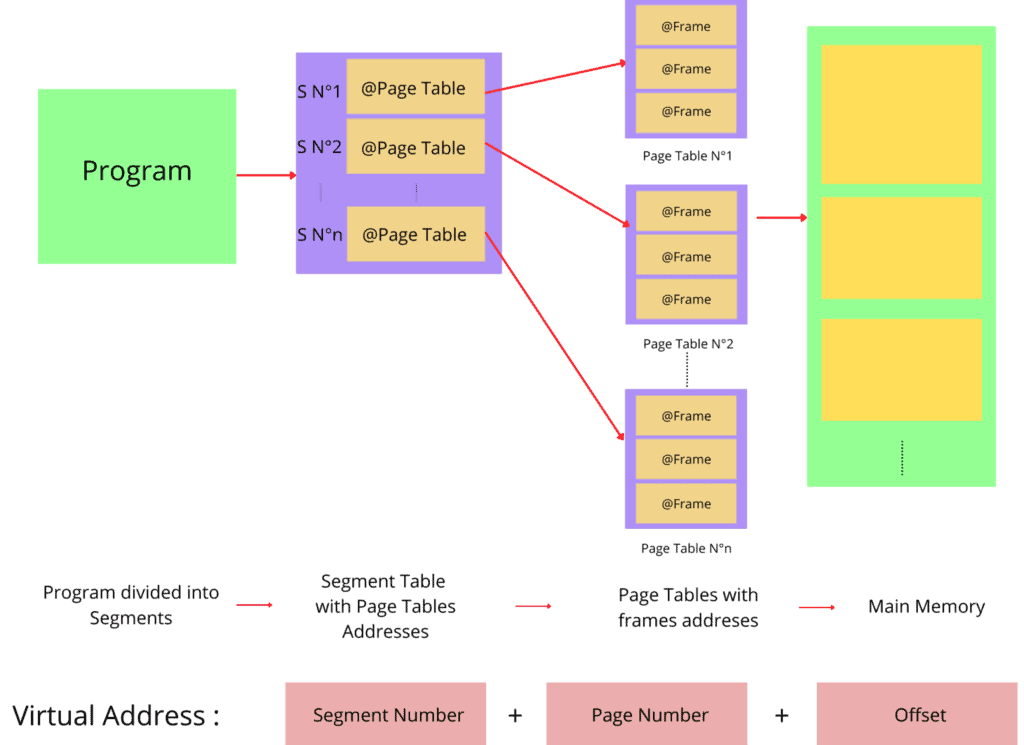 Program
S N°1
@Page Table
S N°2
@Page Table
S N°n
@Page Table
@Frame
@Frame
@Frame
Page Table N°1
@Frame
@Frame
@Frame
Page Table N°2
@Frame
@Frame
@Frame
Page Table N°n
Program divided into
Segments
Segment Table
with Page Tables
Addresses
Page Tables with
frames addreses
Main Memory
Virtual Address :
Segment Number
+
Page Number
+
Offset